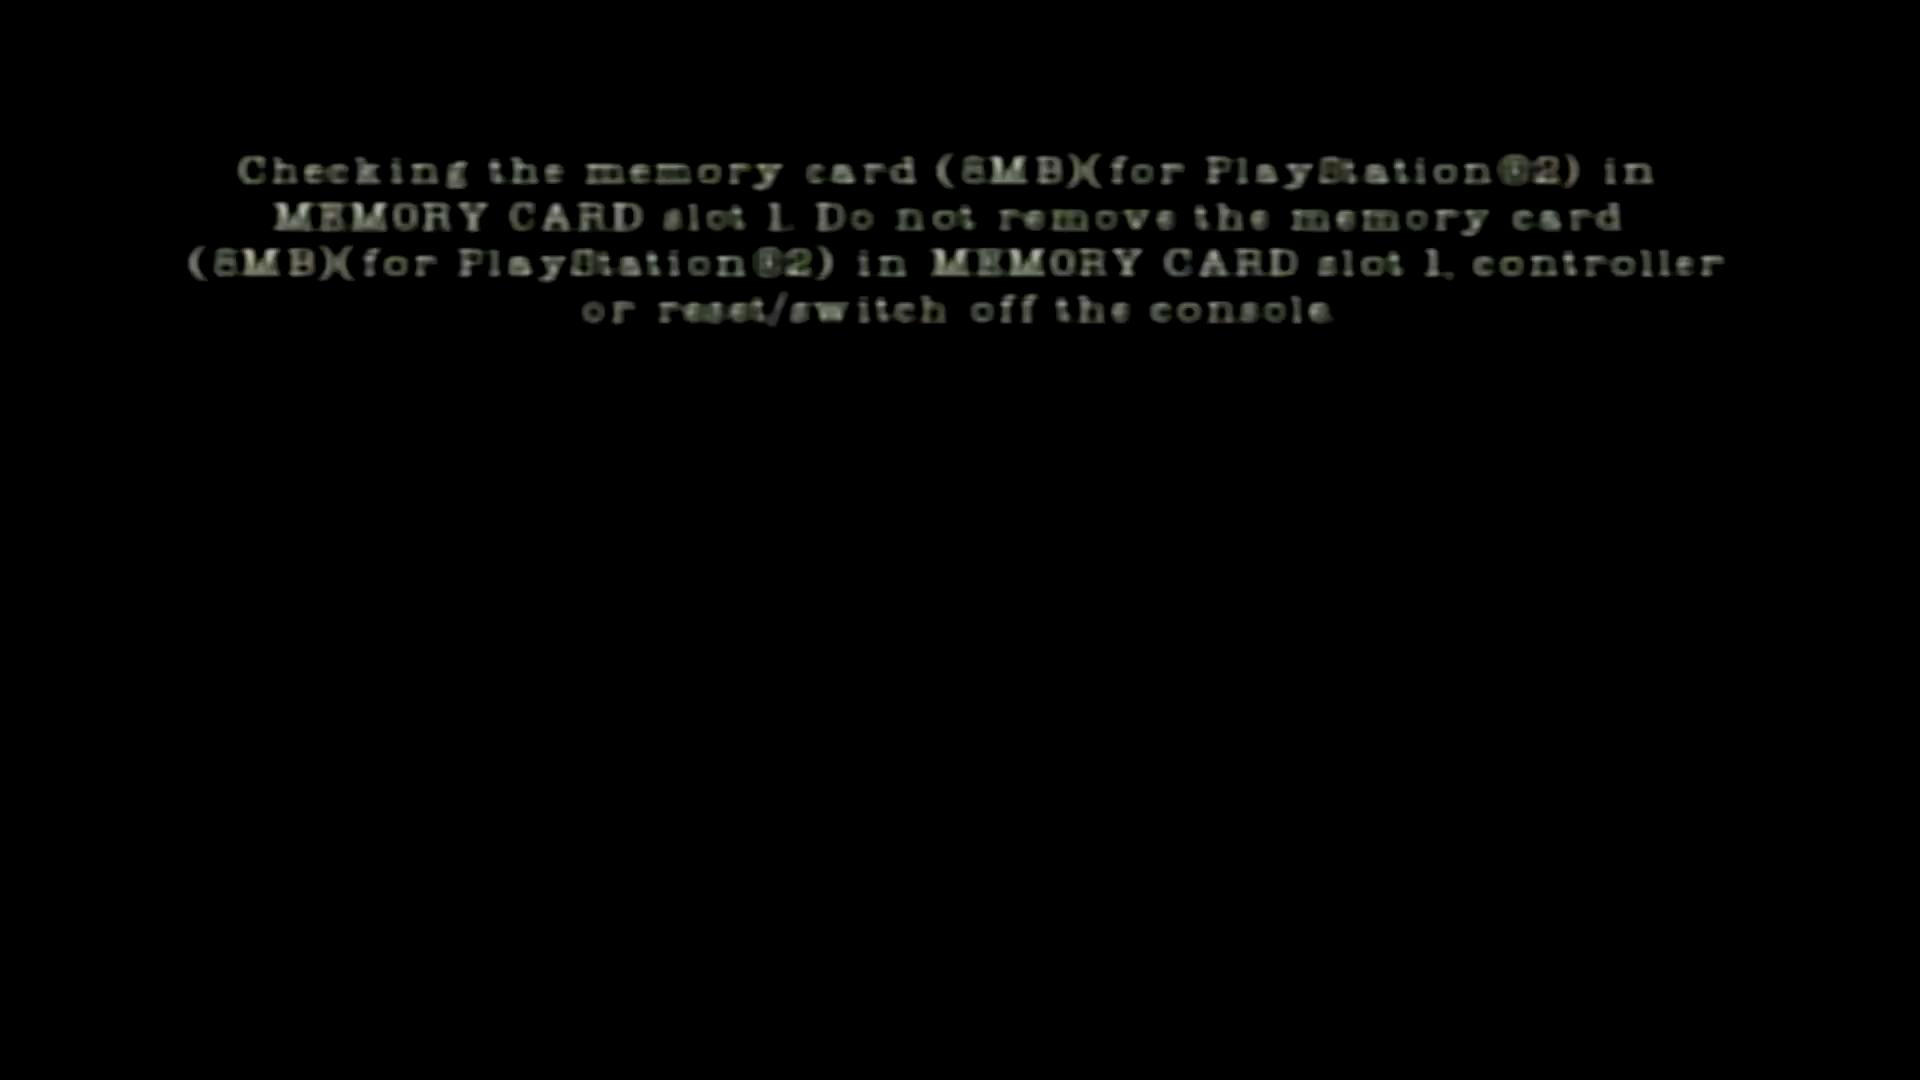 Checking the memory card (8MB)(for PlayStation®2) in
MEMORY CARD slot 1. Do not remove the memory card
(8MB)(for PlayStation®2) in MEMORY CARD slot 1, controller
or reset/switch off the console.